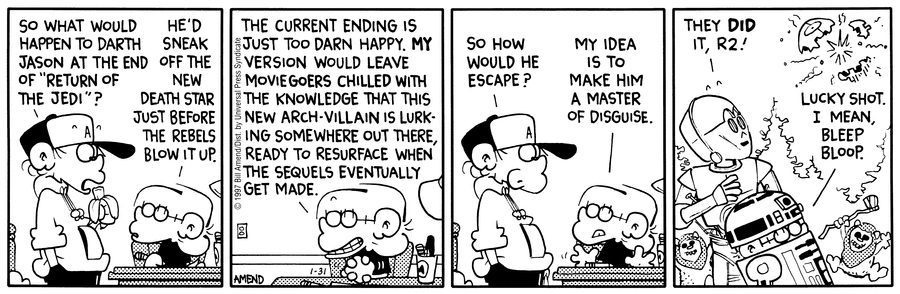 SO WHAT WOULD
HAPPEN TO DARTH
JASON AT THE END
OF "RETURN OF
THE JEDI"?
HE'D
SNEAK
OFF THE
NEW
DEATH STAR
JUST BEFORE
THE REBELS
BLOW IT UP.
A
THE CURRENT ENDING IS
JUST TOO DARN HAPPY. MY
VERSION WOULD LEAVE
MOVIEGOERS CHILLED WITH
THE KNOWLEDGE THAT THIS
NEW ARCH-VILLAIN IS LURK-
ING SOMEWHERE OUT THERE,
READY TO RESURFACE WHEN
THE SEQUELS EVENTUALLY
GET MADE.
© 1997 Bill Amend/Dist. by Universal Press Syndicate
AMEND
1-31
SO HOW
WOULD HE
ESCAPE?
MY IDEA
IS TO
MAKE HIM
A MASTER
OF DISGUISE.
A
THEY DID
IT, R2!
LUCKY SHOT.
I MEAN,
BLEEP
BLOOP.